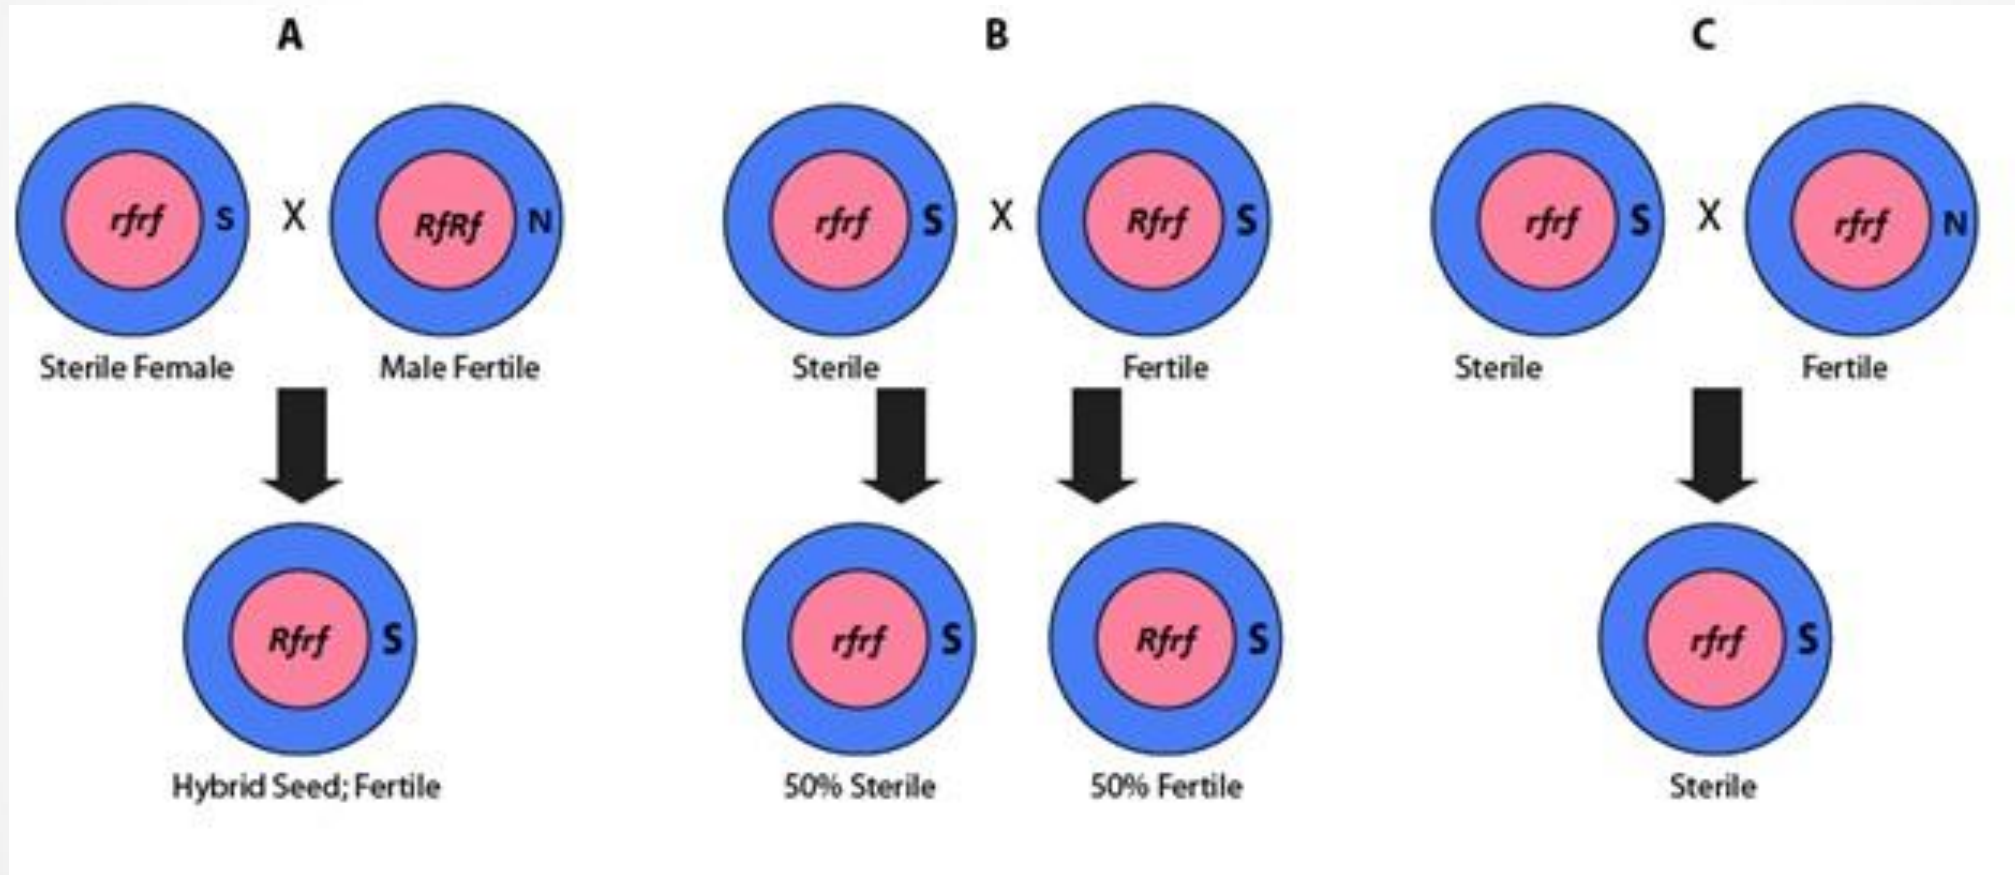 A B C
rfrf S X RfRf N rfrf S X Rfrf S rfrf S X rfrf N
Sterile Female Male Fertile Sterile Fertile Sterile Fertile
Rfrf S rfrf S Rfrf S rfrf S
Hybrid Seed; Fertile 50% Sterile 50% Fertile Sterile